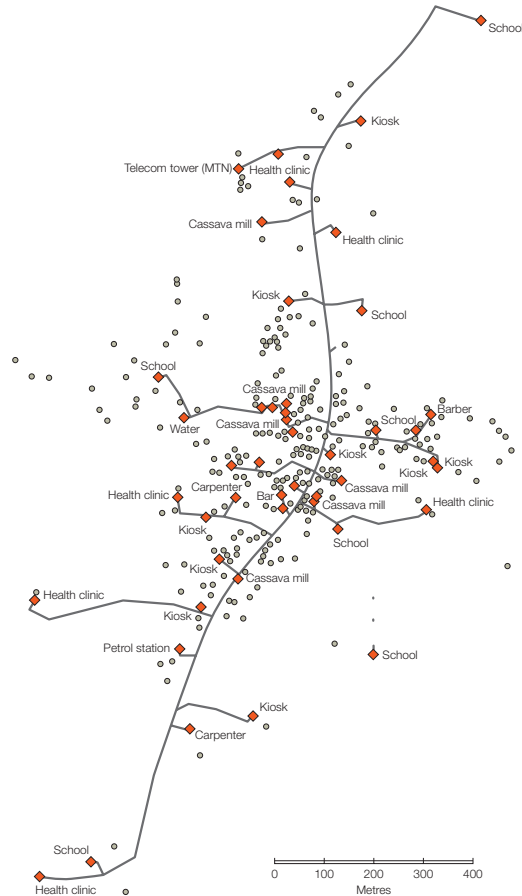 School
Kiosk
Telecom tower (MTN)
Health clinic
Cassava mill
Health clinic
Kiosk
School
School
Cassava mill
Barber
School
Water
Cassava mill
Kiosk
Kiosk
Kiosk
Carpenter
Cassava mill
Health clinic
Bar
Cassava mill
Health clinic
Kiosk
School
Kiosk
Cassava mill
Health clinic
Kiosk
Petrol station
School
Kiosk
Carpenter
School
Health clinic
0 100 200 300 400
Metres